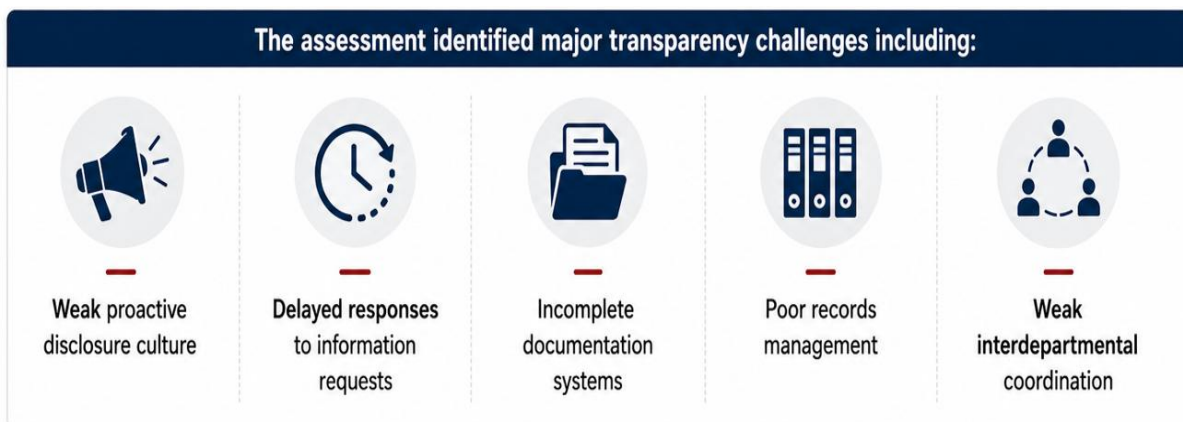 The assessment identified major transparency challenges including:
Weak proactive
disclosure culture
Delayed responses
to information
requests
Incomplete
documentation
systems
Poor records
management
Weak
interdepartmental
coordination